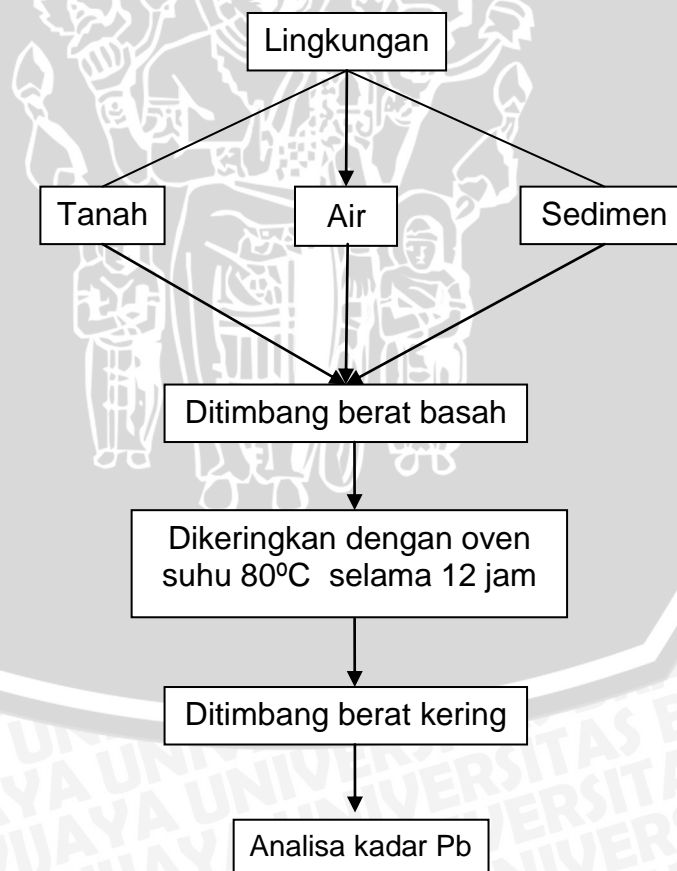 Lingkungan
Tanah
Air
Sedimen
Ditimbang berat basah
Dikeringkan dengan oven
suhu 80ºC selama 12 jam
Ditimbang berat kering
Analisa kadar Pb